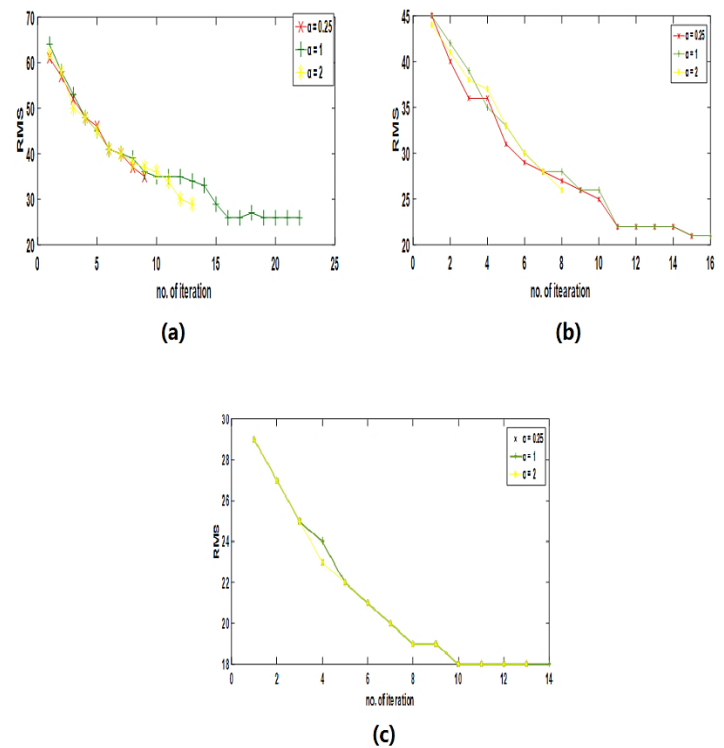 70
60
50
40
30
20
RMS
0
5
10
15
20
25
no. of iteration
α = 0.25
α = 1
α = 2
(a)
45
40
35
30
25
20
RMS
0
2
4
6
8
10
12
14
16
no. of itearation
α = 0.25
α = 1
α = 2
(b)
30
28
26
24
22
20
18
RMS
0
2
4
6
8
10
12
14
no. of iteration
α = 0.25
α = 1
α = 2
(c)